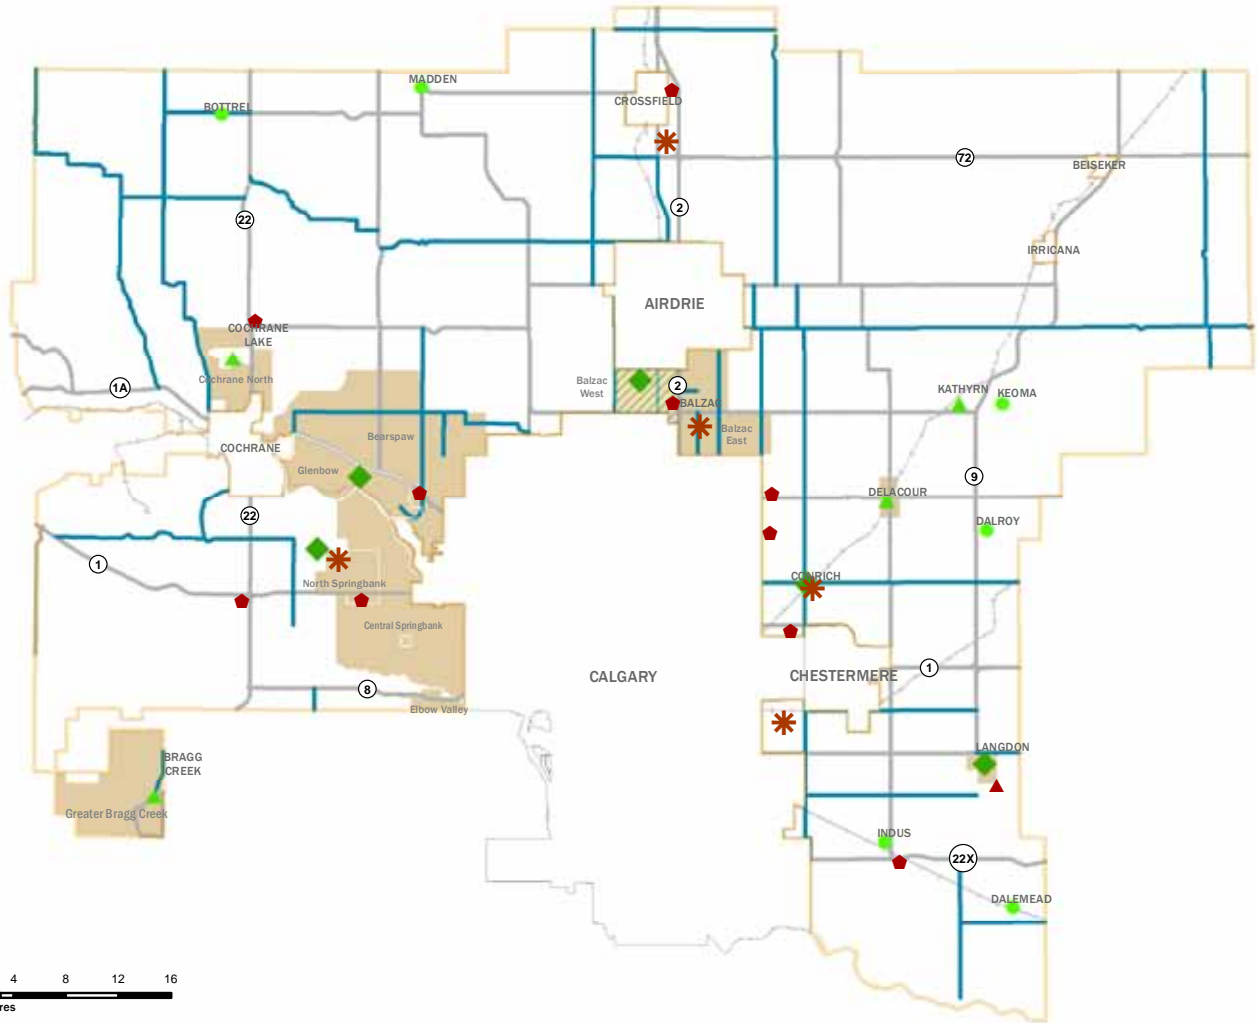 MADDEN
CROSSFIELD
BOTTREL
72
BEISEKER
2
22
IRRICANA
AIRDRIE
COCHRANE
LAKE
Cochrane North
1A
Balzac
West
2
BALZAC
KATHYRN
KEOMA
Bearspaw
Balzac
East
COCHRANE
Glenbow
9
DELACOUR
22
DALROY
1
North Springbank
CONRICH
Central Springbank
1
CALGARY
CHESTERMERE
8
Elbow Valley
LANGDON
BRAGG
CREEK
Greater Bragg Creek
INDUS
22X
DALEMEAD
4 8 12 16
res